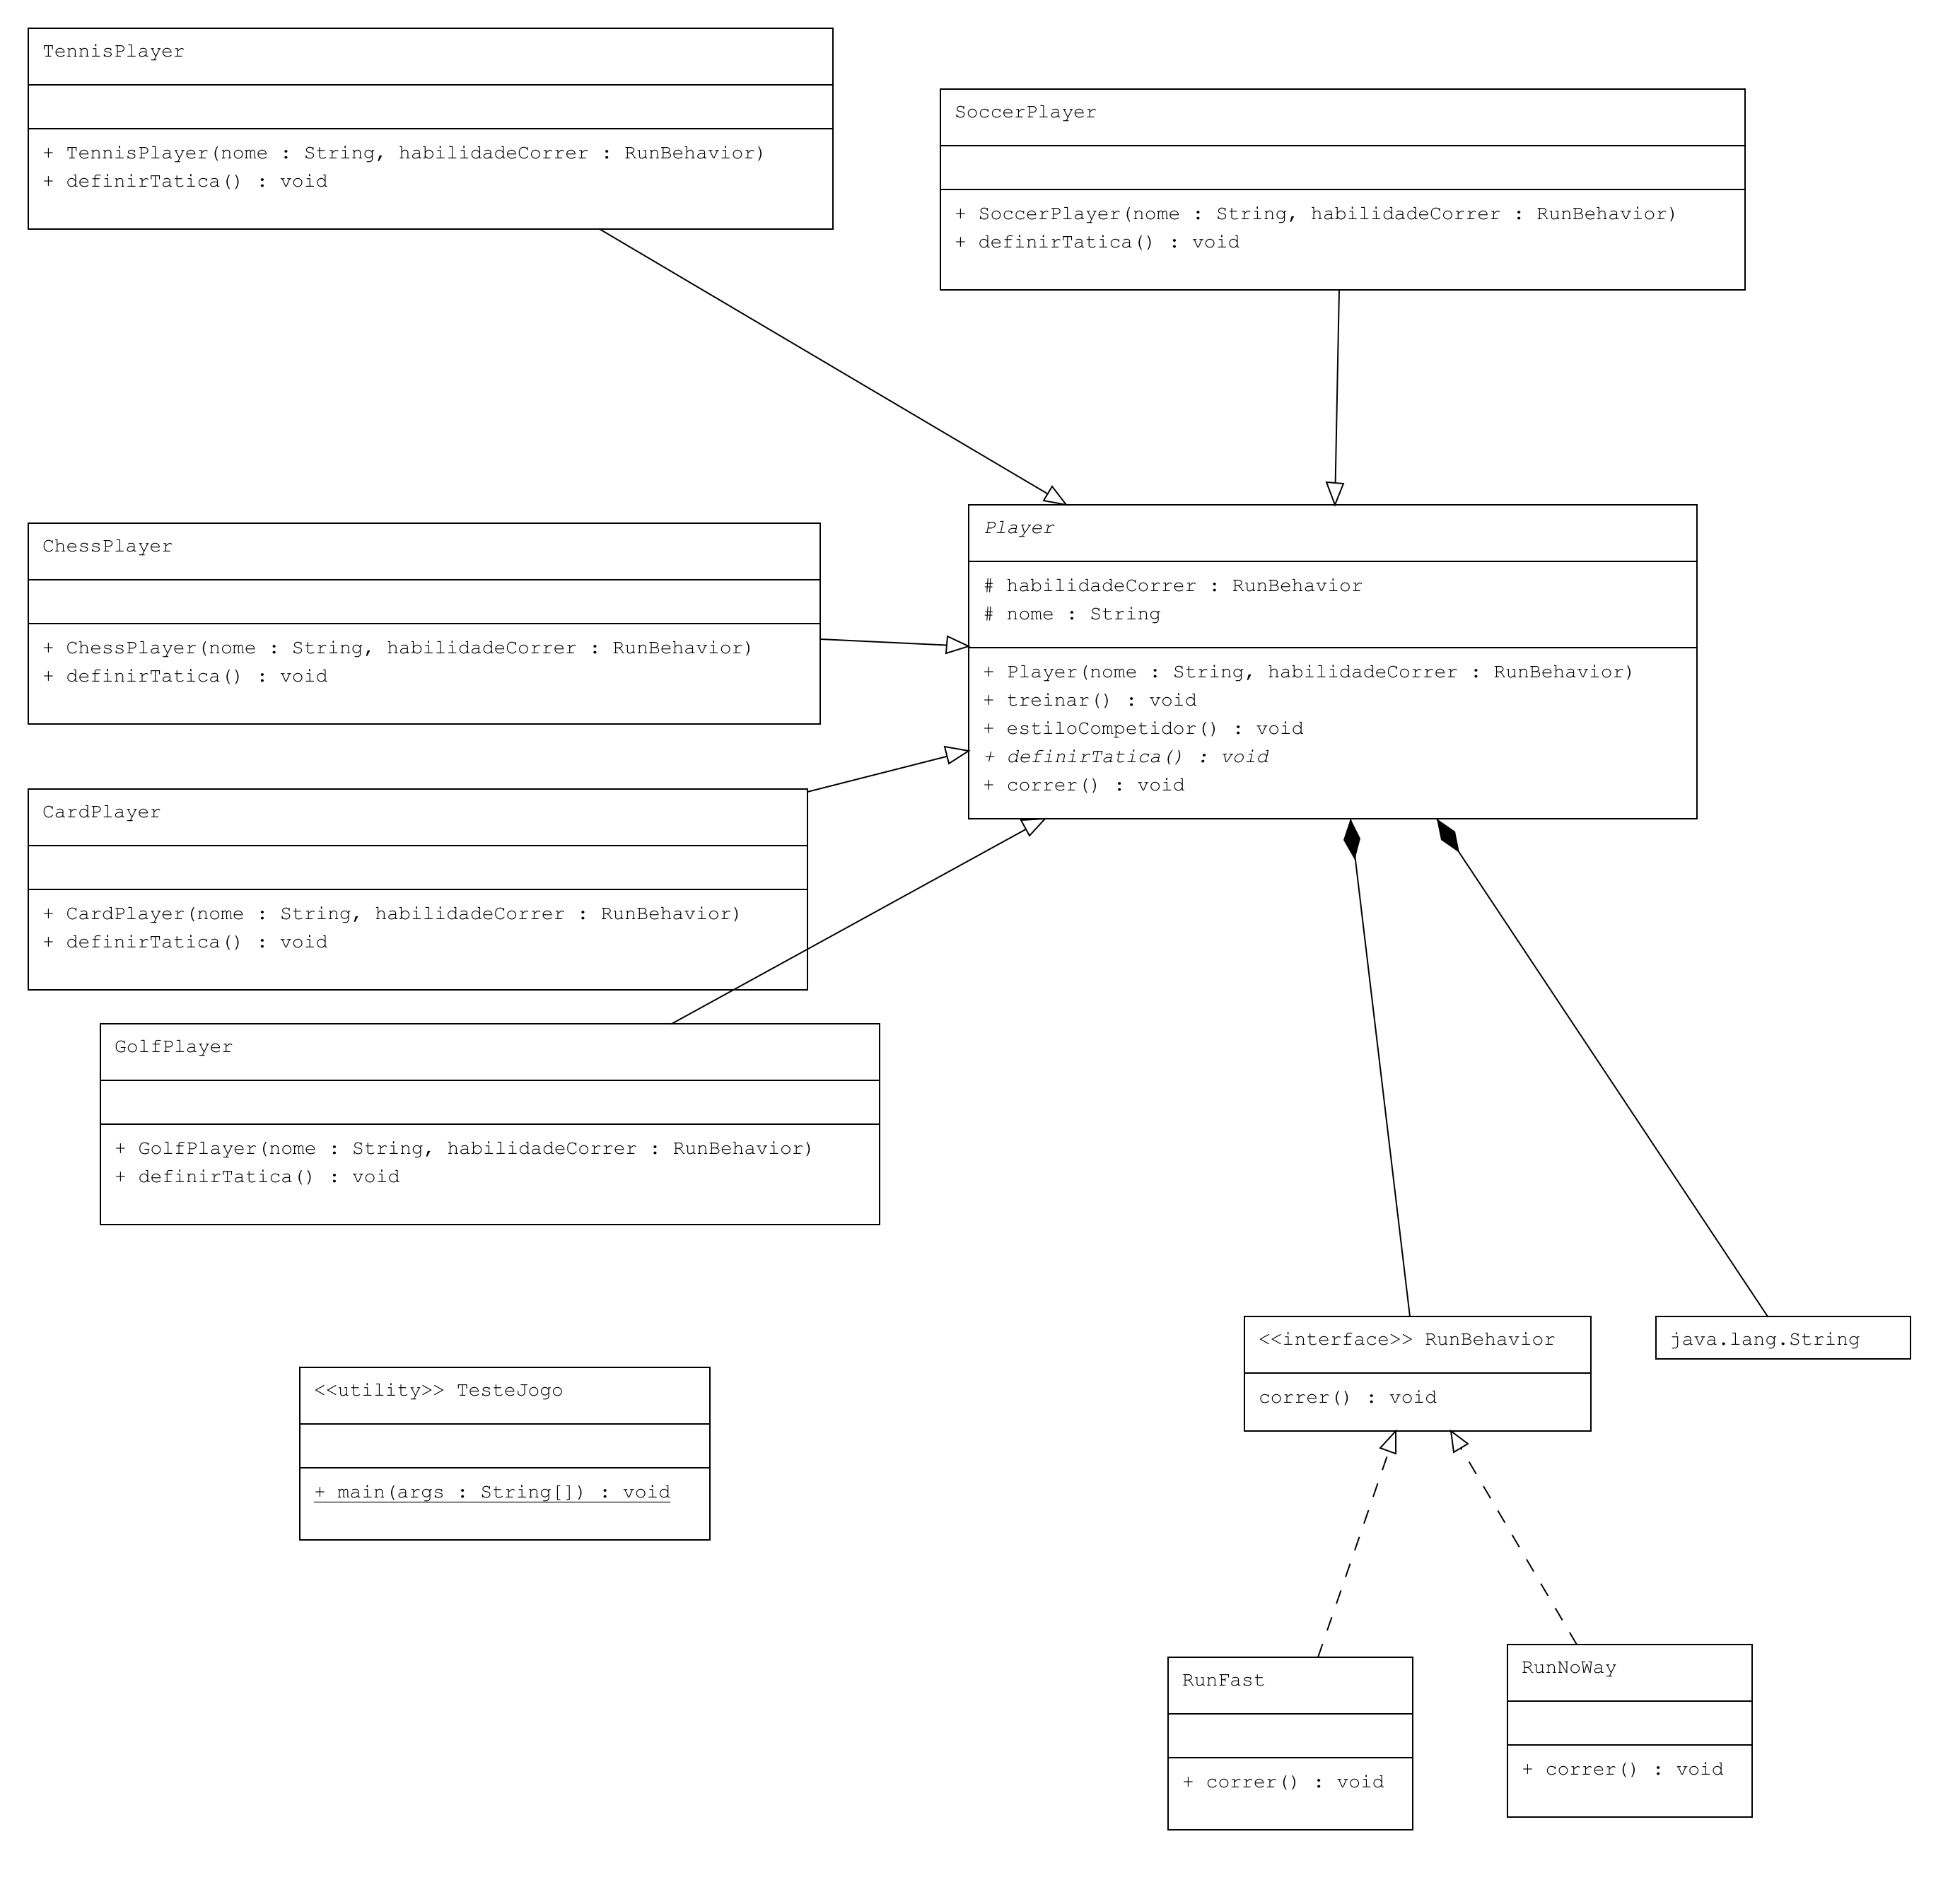 TennisPlayer
+ TennisPlayer(nome : String, habilidadeCorrer : RunBehavior)
+ definirTatica() : void
SoccerPlayer
+ SoccerPlayer(nome : String, habilidadeCorrer : RunBehavior)
+ definirTatica() : void
Player
# habilidadeCorrer : RunBehavior
# nome : String
+ Player(nome : String, habilidadeCorrer : RunBehavior)
+ treinar() : void
+ estiloCompetidor() : void
+ definirTatica() : void
+ correr() : void
ChessPlayer
+ ChessPlayer(nome : String, habilidadeCorrer : RunBehavior)
+ definirTatica() : void
CardPlayer
+ CardPlayer(nome : String, habilidadeCorrer : RunBehavior)
+ definirTatica() : void
GolfPlayer
+ GolfPlayer(nome : String, habilidadeCorrer : RunBehavior)
+ definirTatica() : void
<<interface>> RunBehavior
correr() : void
java.lang.String
<<utility>> TesteJogo
+ main(args : String[]) : void
RunFast
+ correr() : void
RunNoWay
+ correr() : void